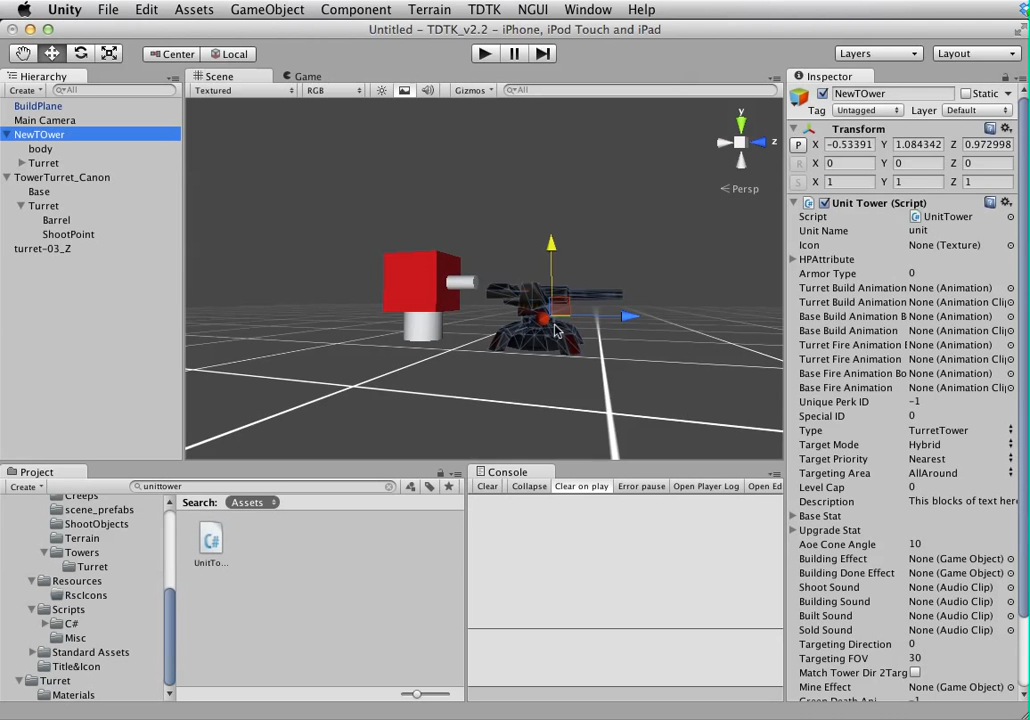 Unity File Edit Assets GameObject Component Terrain TDTK NGUI Window Help
Untitled - TDTK_v2.2 - iPhone, iPod Touch and iPad
Center Local Layers Layout
Hierarchy
Create All
BuildPlane
Main Camera
NewTOwer
body
Turret
TowerTurret_Canon
Base
Turret
Barrel
ShootPoint
turret-03_Z
Scene Game
Textured RGB Gizmos All
y
z
Persp
Inspector
NewTOwer Static
Tag Untagged Layer Default
Transform
P X -0.53391 Y 1.084342 Z 0.972998
R X 0 Y 0 Z 0
S X 1 Y 1 Z 1
Unit Tower (Script)
Script UnitTower
Unit Name unit
Icon None (Texture)
HPAttribute
Armor Type 0
Turret Build Animation None (Animation)
Turret Build Animation None (Animation Clip
Base Build Animation B None (Animation)
Base Build Animation None (Animation Clip
Turret Fire Animation B None (Animation)
Turret Fire Animation None (Animation Clip
Base Fire Animation Bo None (Animation)
Base Fire Animation None (Animation Clip
Unique Perk ID -1
Special ID 0
Type TurretTower
Target Mode Hybrid
Target Priority Nearest
Targeting Area AllAround
Level Cap 0
Description This blocks of text here
Base Stat
Upgrade Stat
Aoe Cone Angle 10
Building Effect None (Game Object)
Building Done Effect None (Game Object)
Shoot Sound None (Audio Clip)
Building Sound None (Audio Clip)
Built Sound None (Audio Clip)
Sold Sound None (Audio Clip)
Targeting Direction 0
Targeting FOV 30
Match Tower Dir 2Targ
Mine Effect None (Game Object)
Project
Create unittower
Creeps
scene_prefabs
ShootObjects
Terrain
Towers
Turret
Resources
RscIcons
Scripts
C#
Misc
Standard Assets
Title&Icon
Turret
Materials
Search: Assets
C#
UnitTo...
Console
Clear Collapse Clear on play Error pause Open Player Log Open Ed